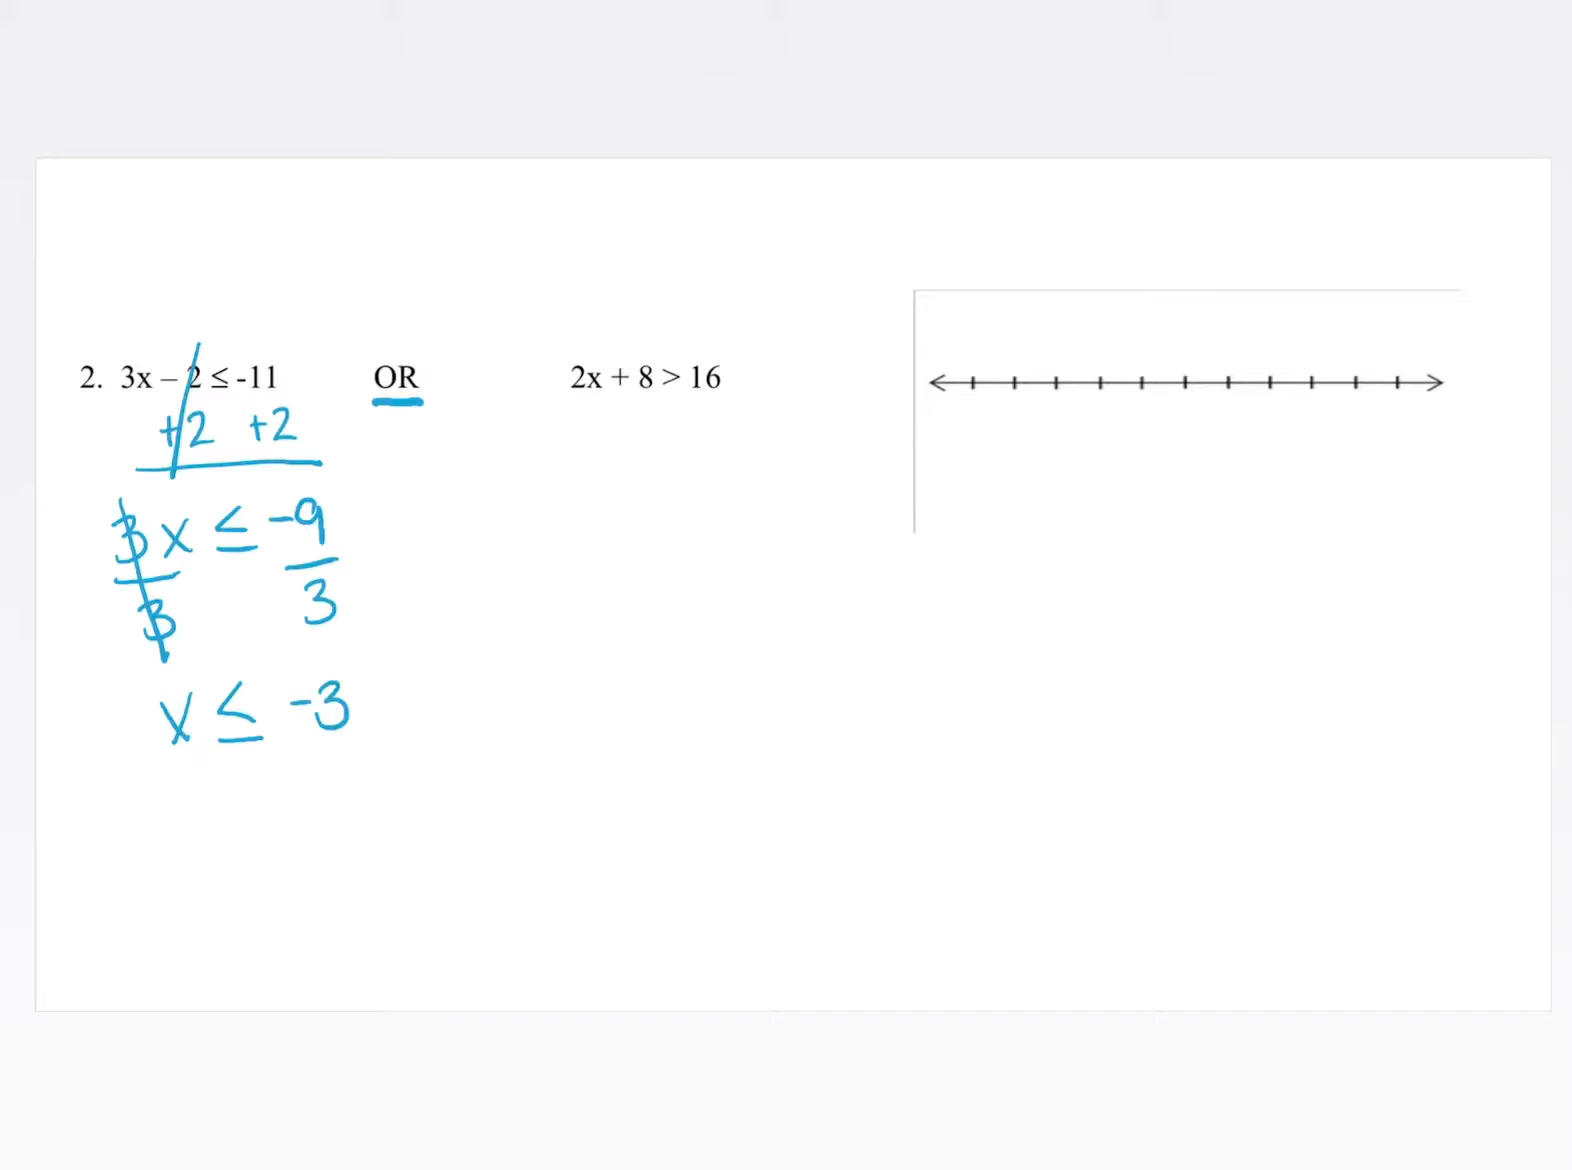 2. 3x – 2 ≤ -11 OR 2x + 8 > 16
+2 +2
3x ≤ -9
3 3
x ≤ -3